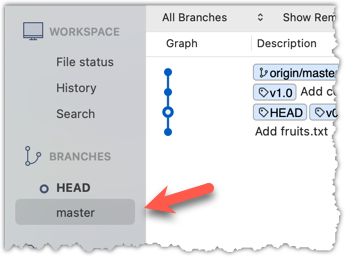 WORKSPACE
File status
History
Search
BRANCHES
HEAD
master
All Branches
Show Rem
Graph
Description
origin/master
v1.0 Add c
HEAD
Add fruits.txt